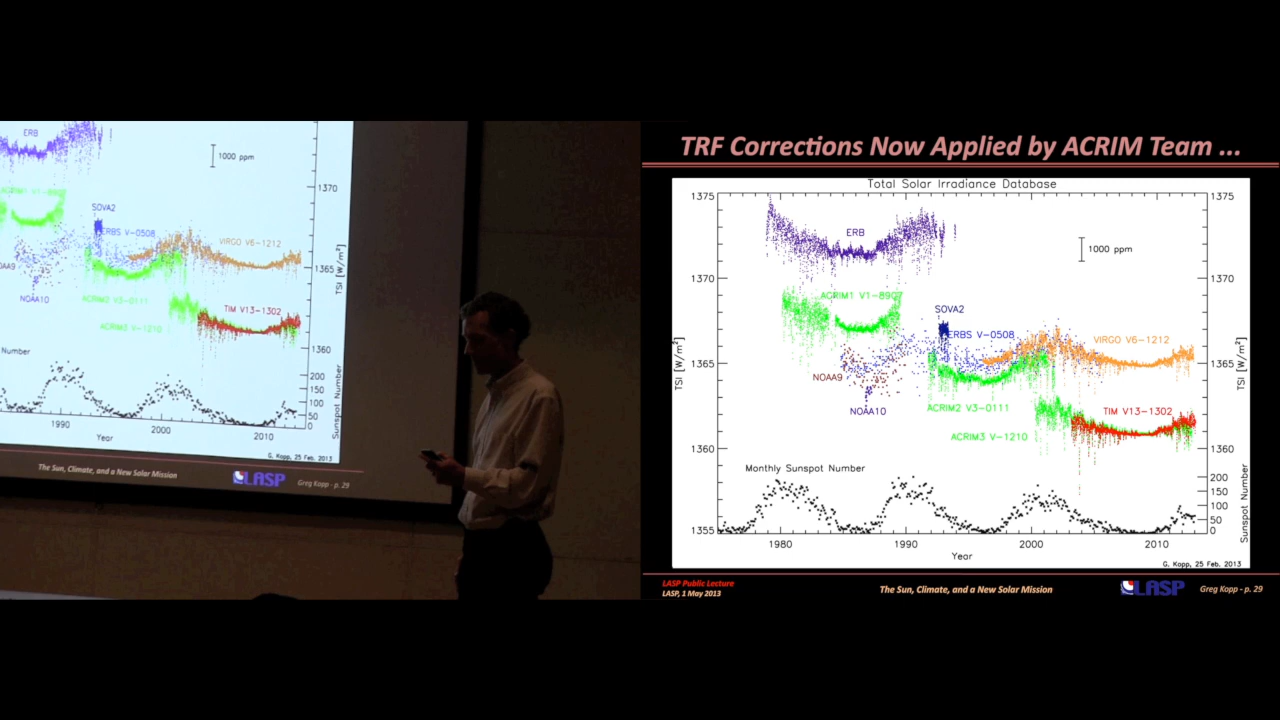 ERB
1000 ppm
1370
SOVA2
ERBS V-0508
VIRGO V6-1212
1365
NOAA10
ACRIM2 V3-0111
TIM V13-1302
ACRIM3 V-1210
1360
TSI [W/m²]
Number
200
150
100
50
0
Sunspot Number
1990
2000
2010
Year
G. Kopp, 25 Feb. 2013
The Sun, Climate, and a New Solar Mission
LASP
Greg Kopp - p. 29
TRF Corrections Now Applied by ACRIM Team ...
Total Solar Irradiance Database
1375
1375
ERB
1000 ppm
1370
1370
ACRIM1 V1-8907
SOVA2
ERBS V-0508
VIRGO V6-1212
1365
1365
TSI [W/m²]
TSI [W/m²]
NOAA9
NOAA10
ACRIM2 V3-0111
TIM V13-1302
ACRIM3 V-1210
1360
1360
Monthly Sunspot Number
200
150
100
50
0
Sunspot Number
1355
1980
1990
2000
2010
Year
G. Kopp, 25 Feb. 2013
LASP Public Lecture
LASP, 1 May 2013
The Sun, Climate, and a New Solar Mission
LASP
Greg Kopp - p. 29